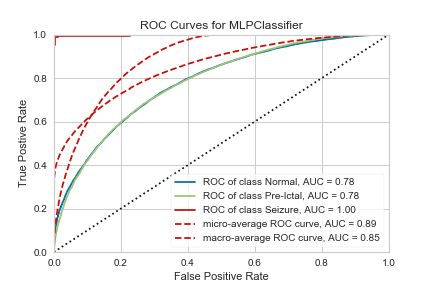 ROC Curves for MLPClassifier
True Postive Rate
1.0
0.8
0.6
0.4
0.2
0.0
ROC of class Normal, AUC = 0.78
ROC of class Pre-Ictal, AUC = 0.78
ROC of class Seizure, AUC = 1.00
micro-average ROC curve, AUC = 0.89
macro-average ROC curve, AUC = 0.85
0.0 0.2 0.4 0.6 0.8 1.0
False Positive Rate